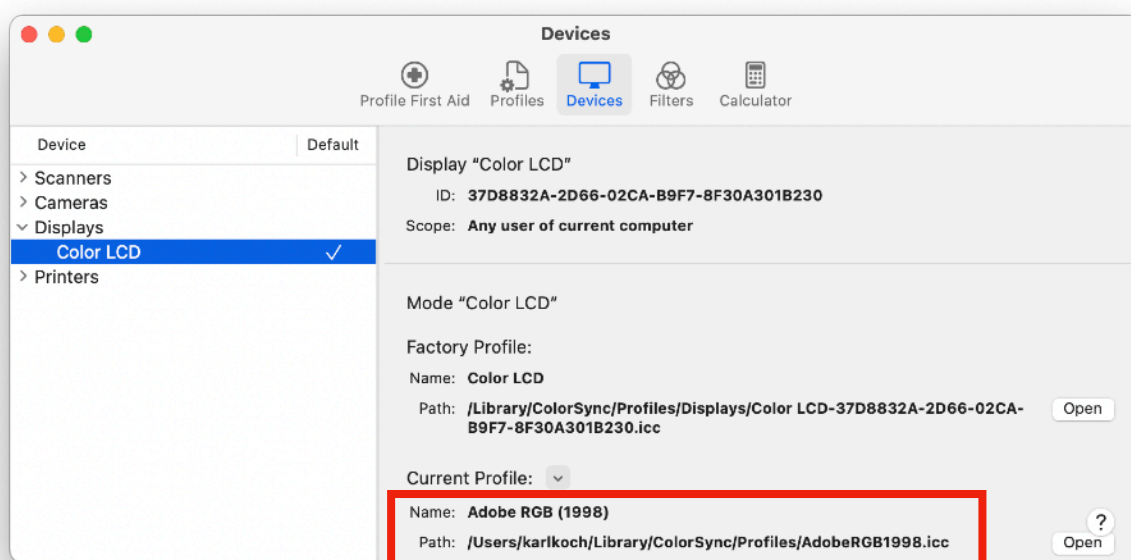 Devices
Profile First Aid Profiles Devices Filters Calculator
Device Default
Scanners
Cameras
Displays
Color LCD
Printers
Display “Color LCD”
ID: 37D8832A-2D66-02CA-B9F7-8F30A301B230
Scope: Any user of current computer
Mode “Color LCD”
Factory Profile:
Name: Color LCD
Path: /Library/ColorSync/Profiles/Displays/Color LCD-37D8832A-2D66-02CA-
B9F7-8F30A301B230.icc
Open
Current Profile:
Name: Adobe RGB (1998)
Path: /Users/karlkoch/Library/ColorSync/Profiles/AdobeRGB1998.icc
?
Open